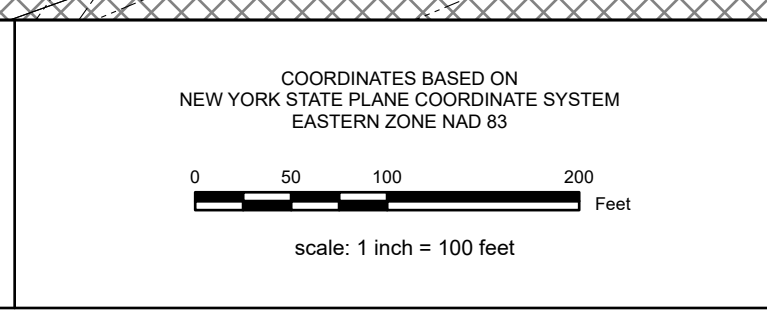 COORDINATES BASED ON
NEW YORK STATE PLANE COORDINATE SYSTEM
EASTERN ZONE NAD 83
0 50 100 200
Feet
scale: 1 inch = 100 feet